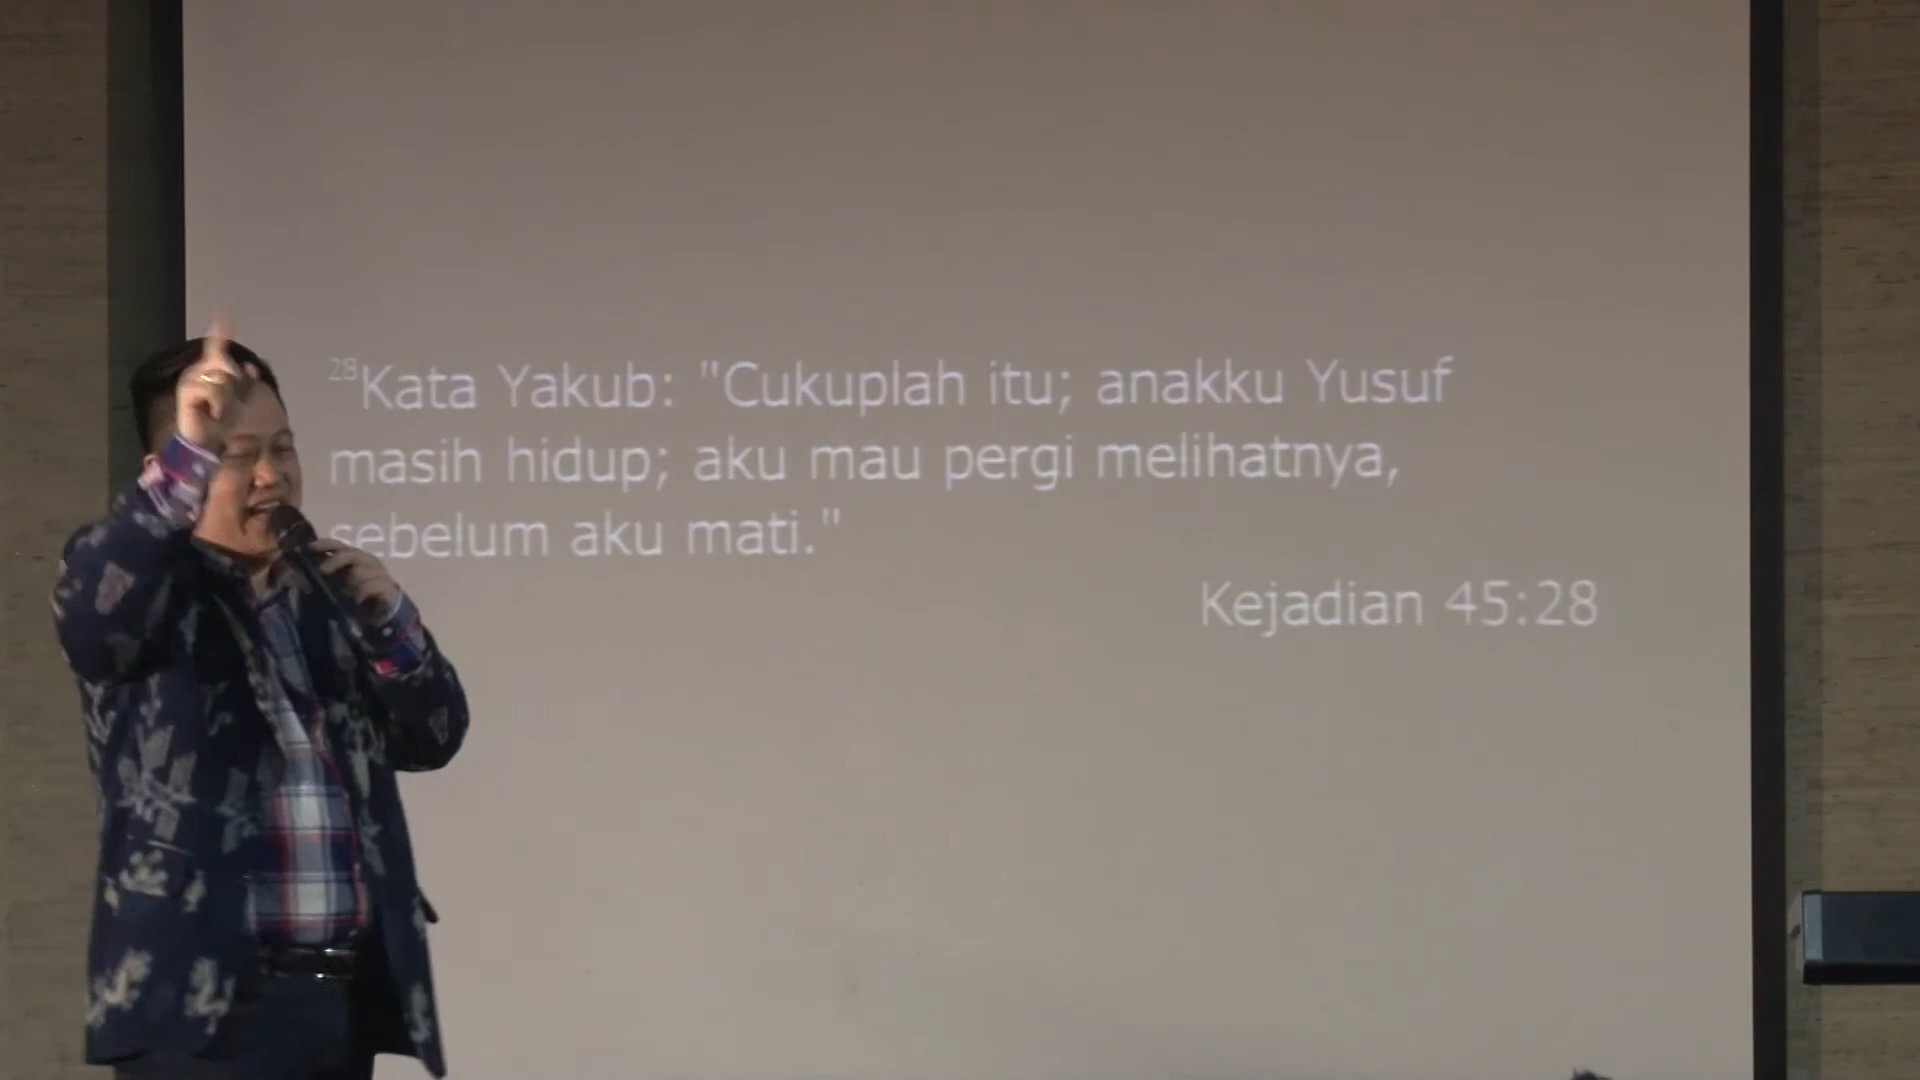 28Kata Yakub: "Cukuplah itu; anakku Yusuf
masih hidup; aku mau pergi melihatnya,
sebelum aku mati."
Kejadian 45:28